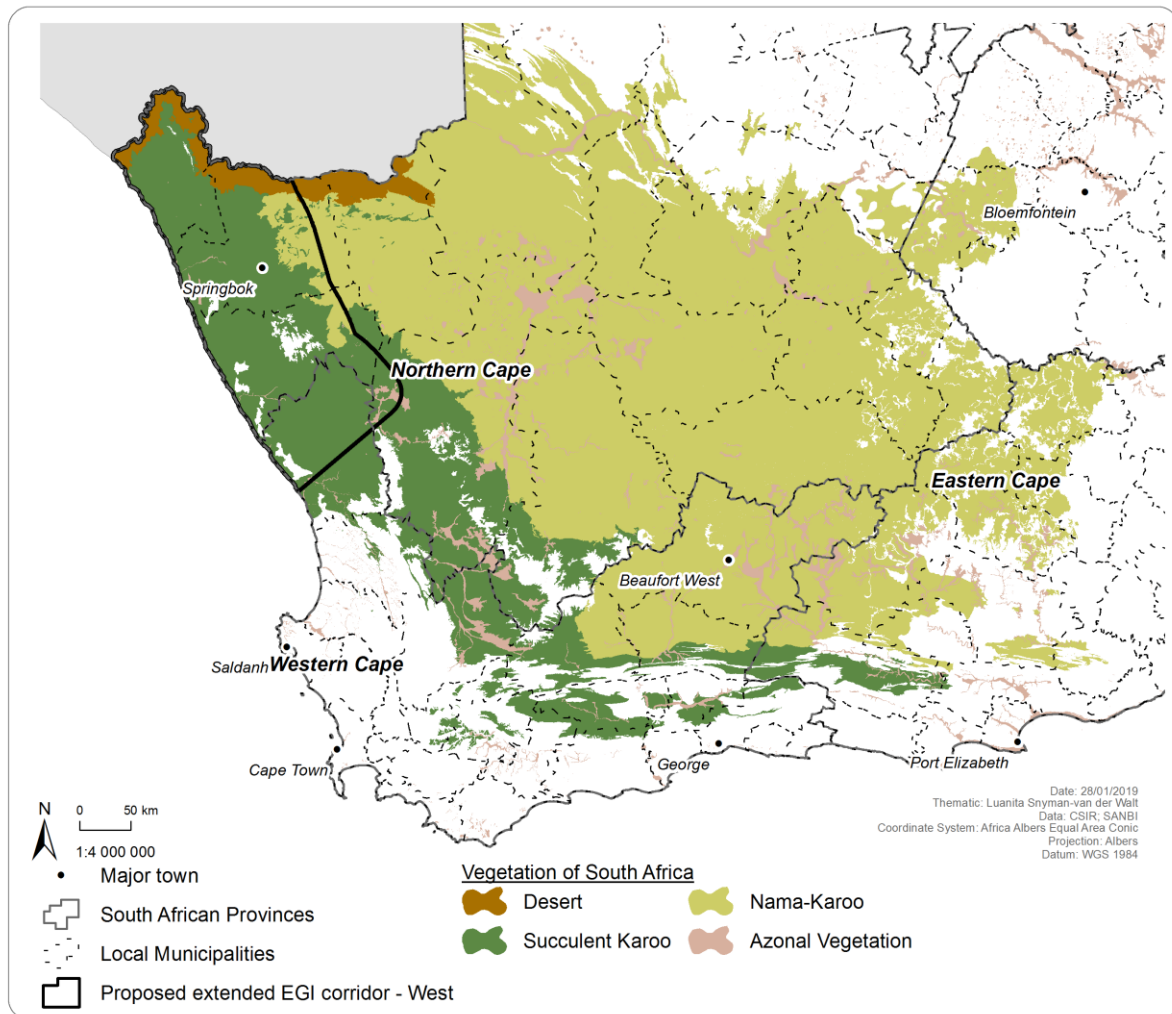 Bloemfontein
Springbok
Northern Cape
Eastern Cape
Beaufort West
Saldanh
Western Cape
Cape Town
George
Port Elizabeth
Date: 28/01/2019
Thematic: Luanita Snyman-van der Walt
Data: CSIR; SANBI
Coordinate System: Africa Albers Equal Area Conic
Projection: Albers
Datum: WGS 1984
N
0 50 km
1:4 000 000
Major town
South African Provinces
Local Municipalities
Proposed extended EGI corridor - West
Vegetation of South Africa
Desert
Succulent Karoo
Nama-Karoo
Azonal Vegetation